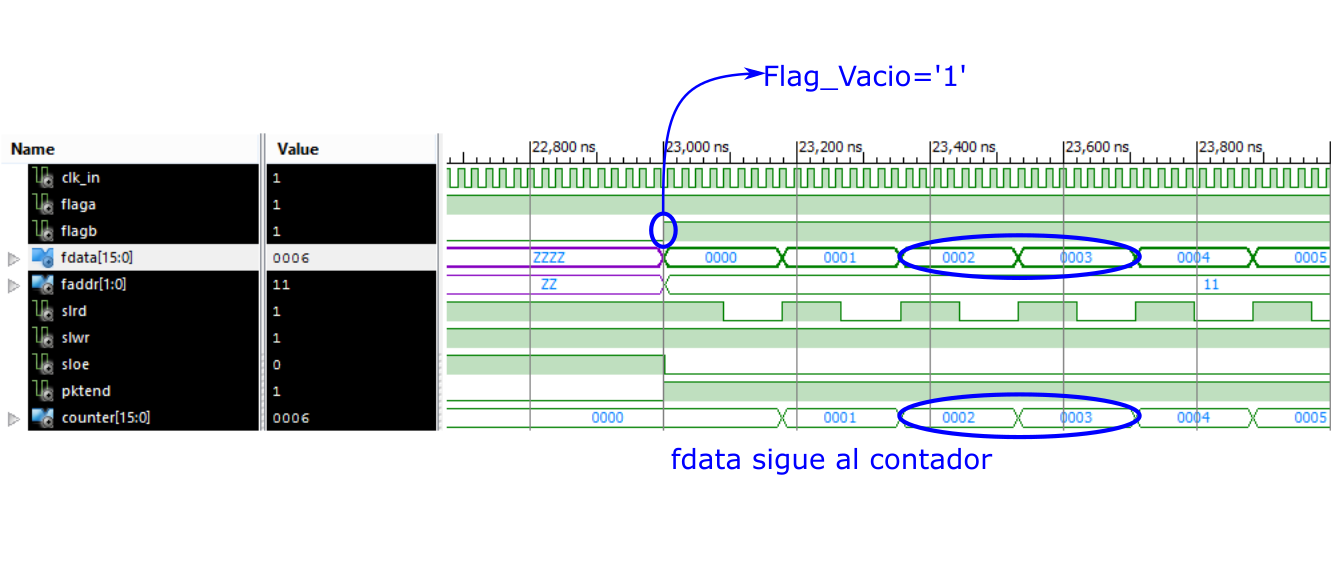 Flag_Vacio='1'
Name Value 22,800 ns 23,000 ns 23,200 ns 23,400 ns 23,600 ns 23,800 ns
clk_in 1
flaga 1
flagb 1
fdata[15:0] 0006 ZZZZ 0000 0001 0002 0003 0004 0005
faddr[1:0] 11 ZZ 11
slrd 1
slwr 1
sloe 0
pktend 1
counter[15:0] 0006 0000 0001 0002 0003 0004 0005
fdata sigue al contador